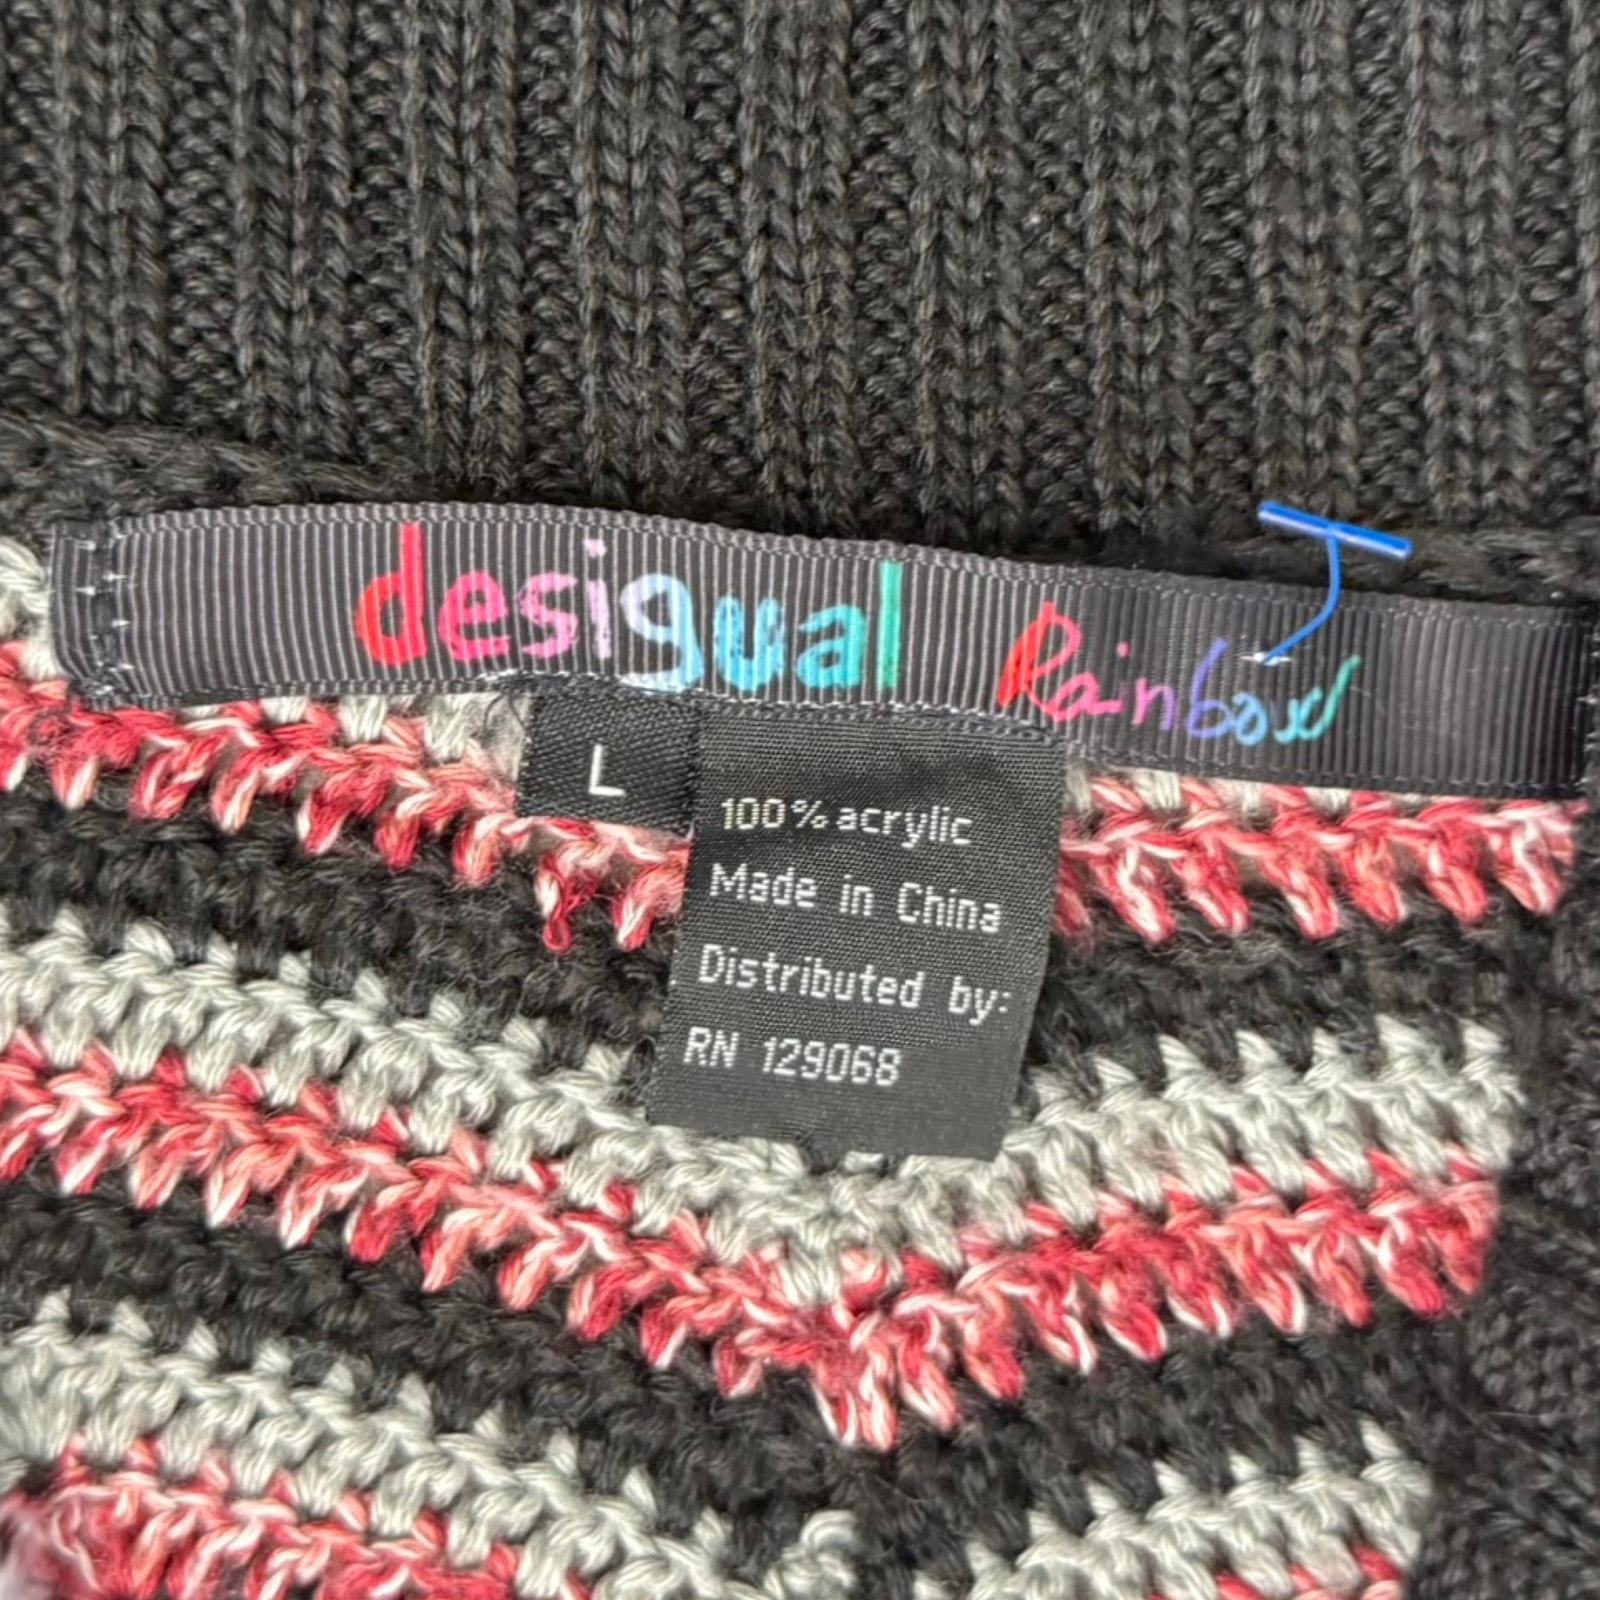 desigual Rainbow
L
100% acrylic
Made in China
Distributed by:
RN 129068